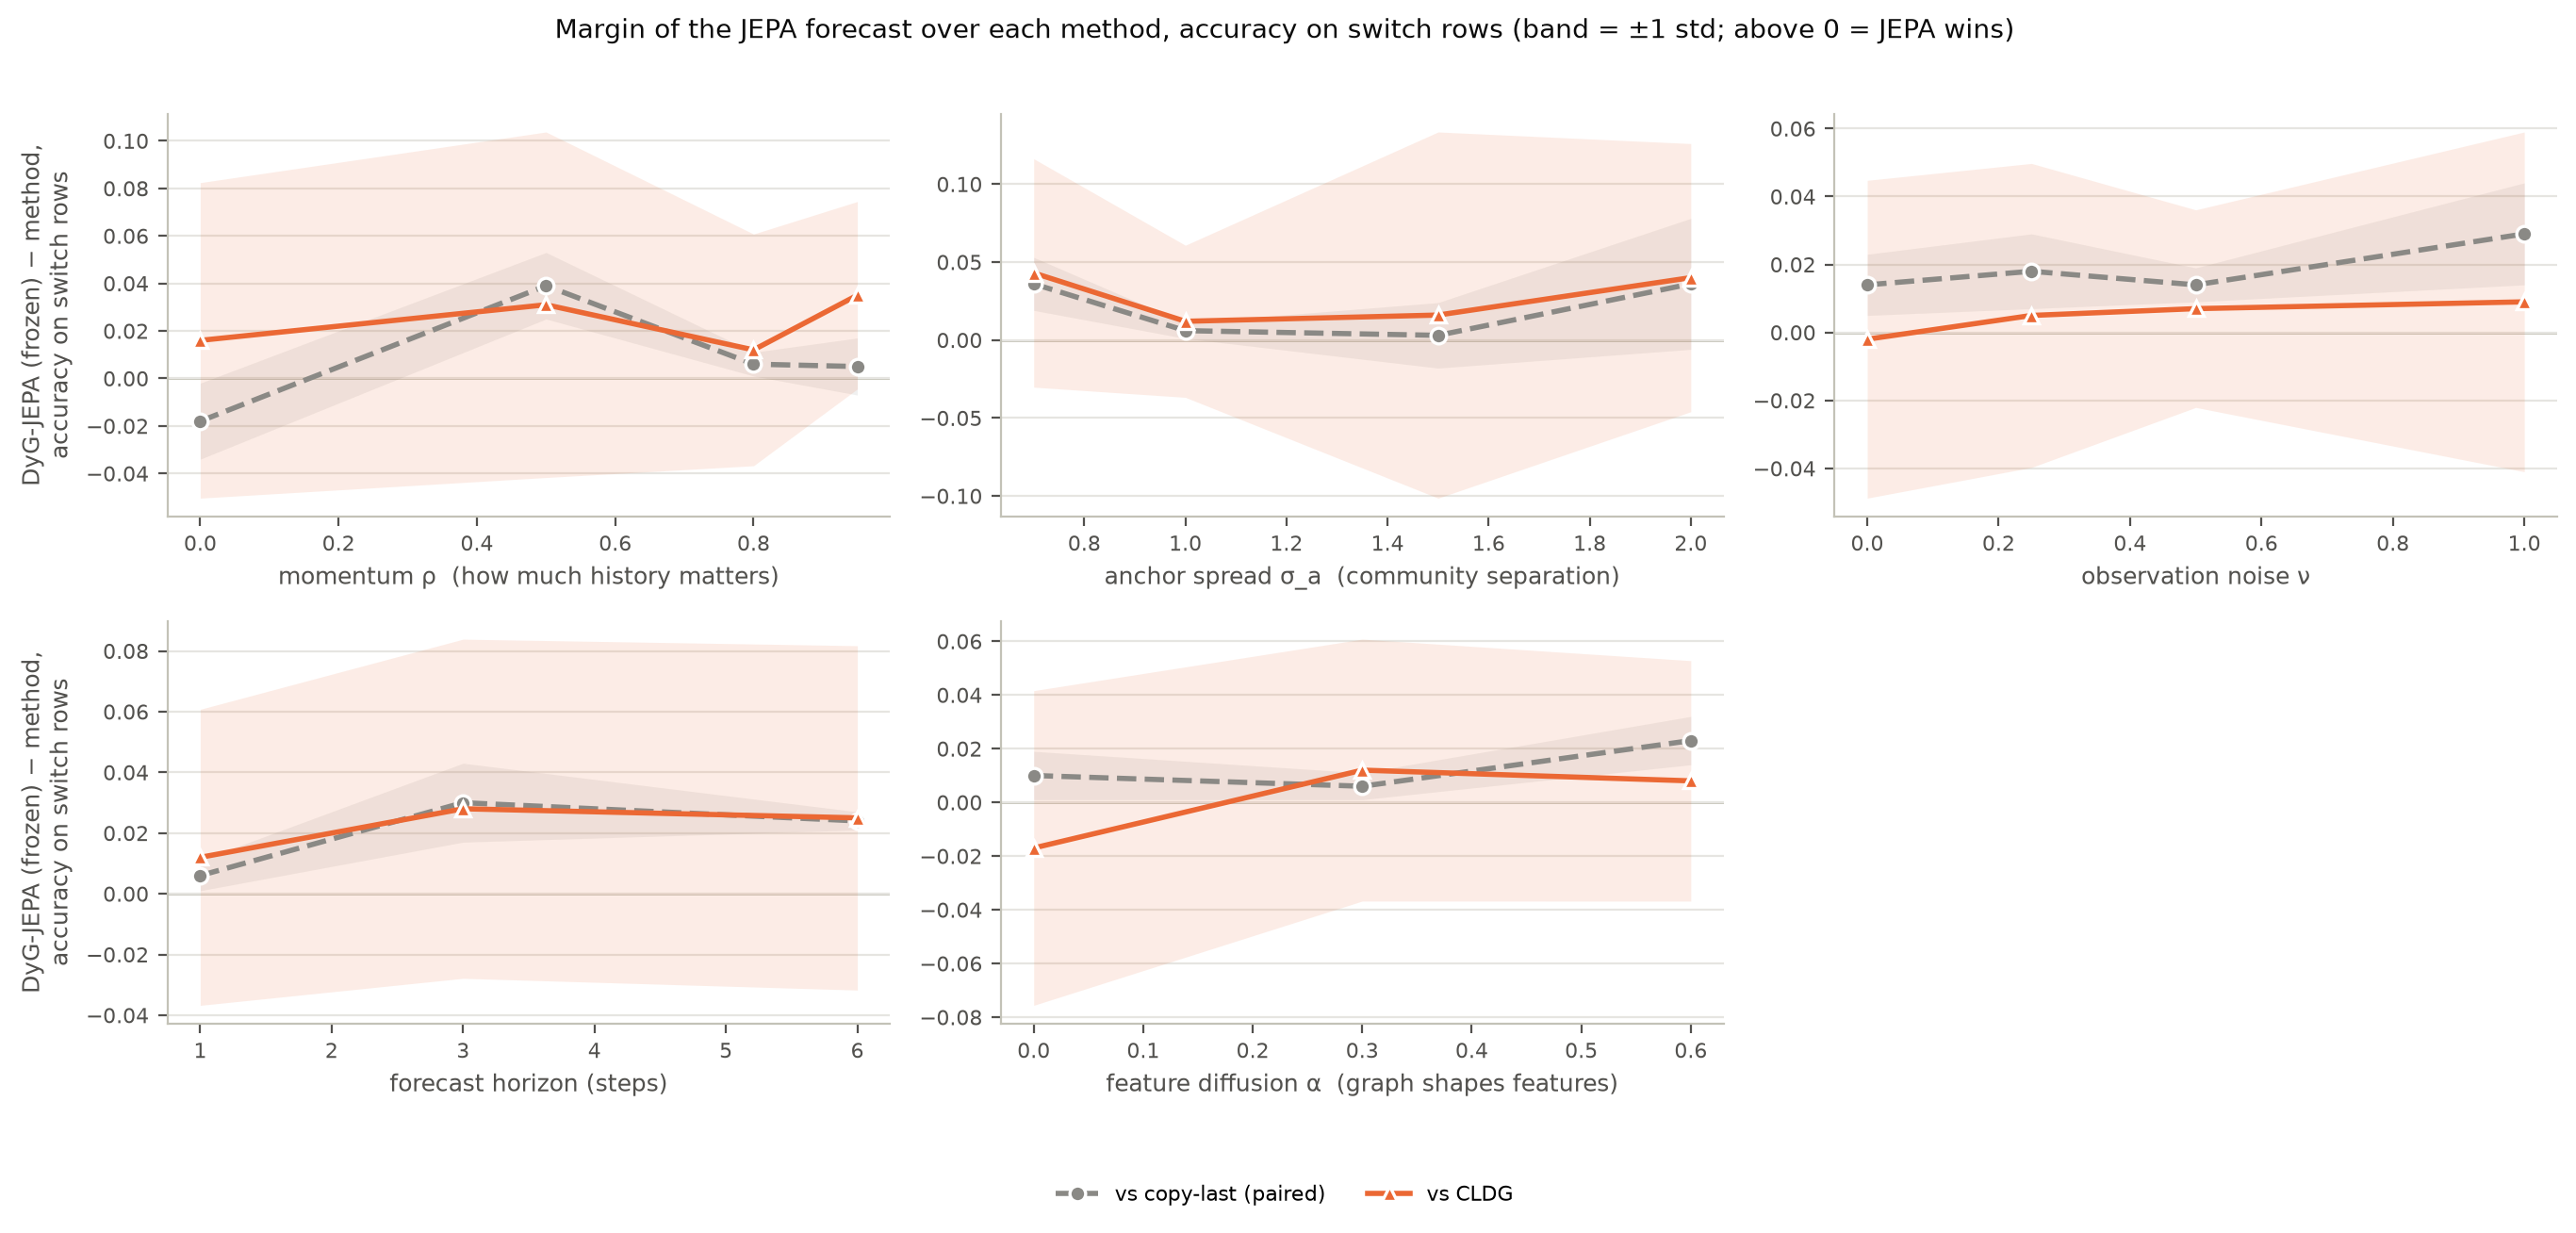 Margin of the JEPA forecast over each method, accuracy on switch rows (band = ±1 std; above 0 = JEPA wins)
DyG-JEPA (frozen) − method,
accuracy on switch rows
0.10
0.08
0.06
0.04
0.02
0.00
−0.02
−0.04
0.0 0.2 0.4 0.6 0.8
momentum ρ (how much history matters)
0.10
0.05
0.00
−0.05
−0.10
0.8 1.0 1.2 1.4 1.6 1.8 2.0
anchor spread σ_a (community separation)
0.06
0.04
0.02
0.00
−0.02
−0.04
0.0 0.2 0.4 0.6 0.8 1.0
observation noise ν
DyG-JEPA (frozen) − method,
accuracy on switch rows
0.08
0.06
0.04
0.02
0.00
−0.02
−0.04
1 2 3 4 5 6
forecast horizon (steps)
0.06
0.04
0.02
0.00
−0.02
−0.04
−0.06
−0.08
0.0 0.1 0.2 0.3 0.4 0.5 0.6
feature diffusion α (graph shapes features)
vs copy-last (paired) vs CLDG